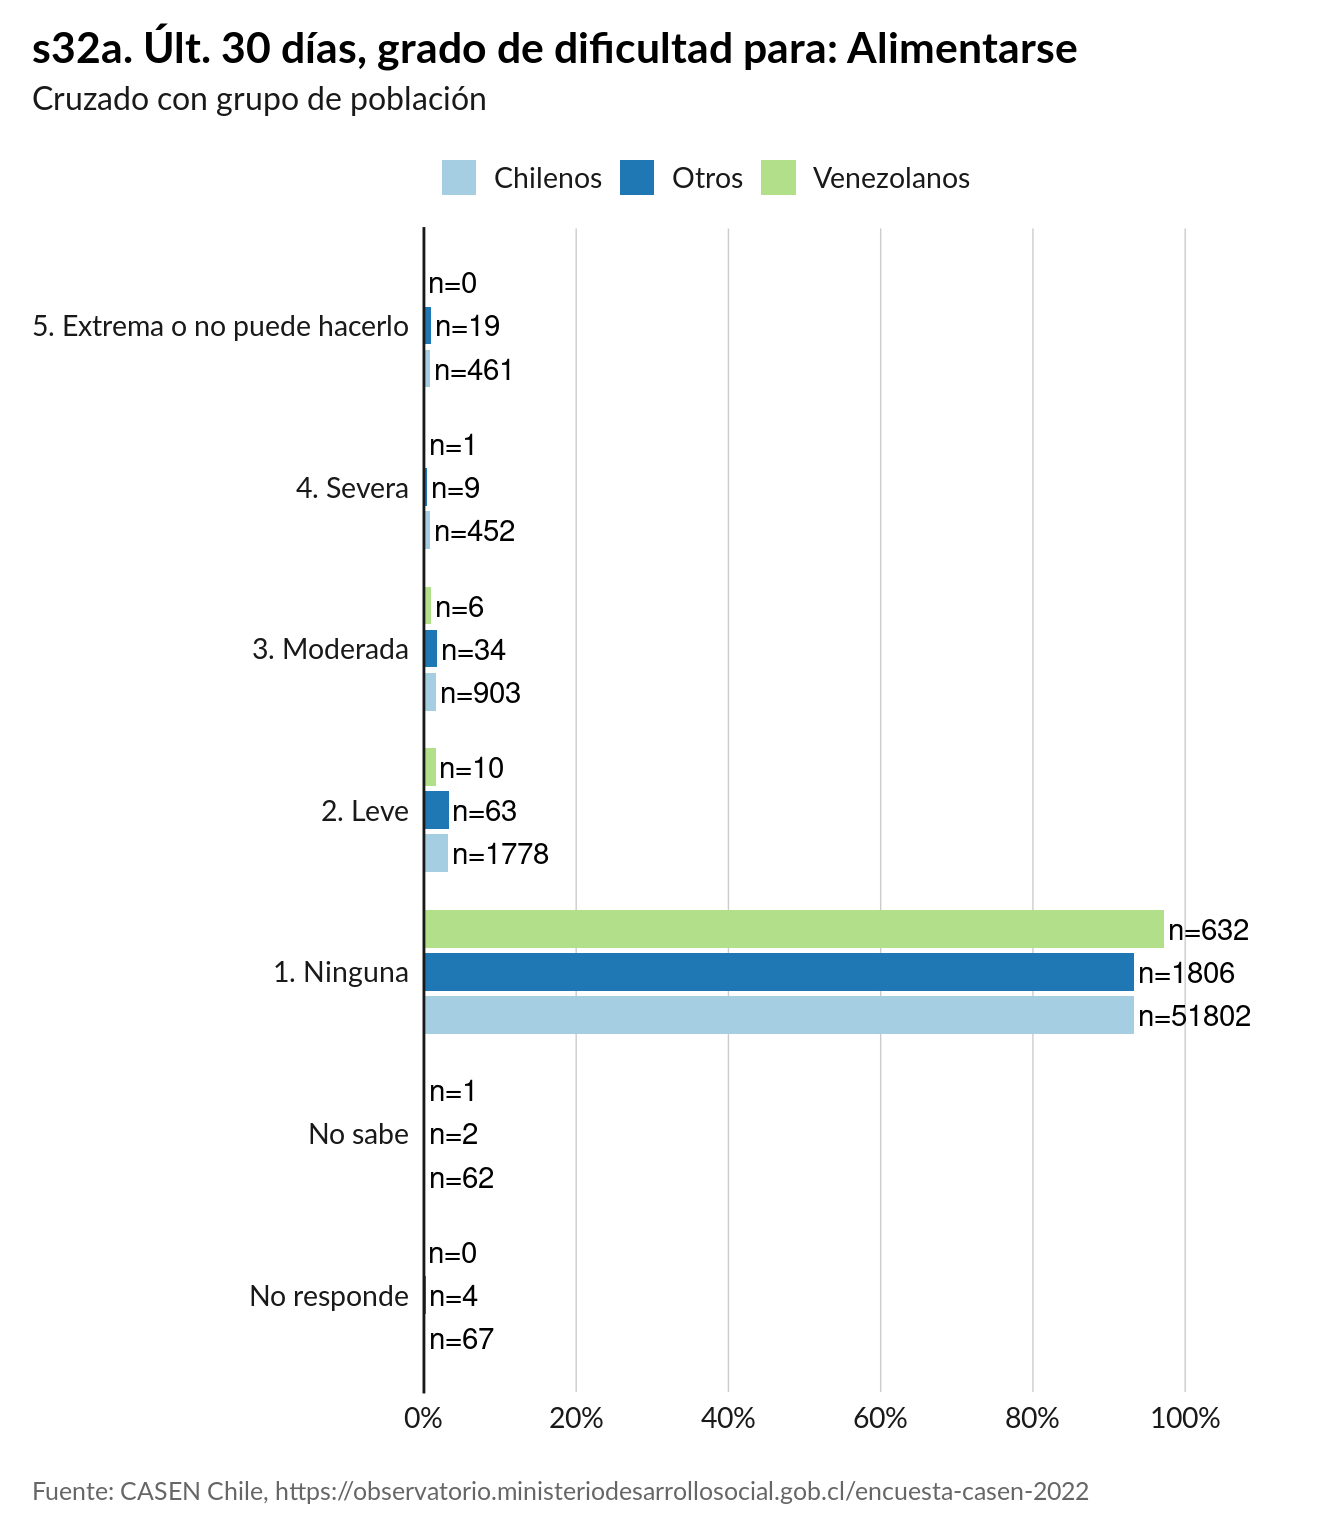 s32a. Últ. 30 días, grado de dificultad para: Alimentarse
Cruzado con grupo de población
Chilenos Otros Venezolanos
n=0
5. Extrema o no puede hacerlo n=19
n=461
n=1
4. Severa n=9
n=452
n=6
3. Moderada n=34
n=903
n=10
2. Leve n=63
n=1778
n=632
1. Ninguna n=1806
n=51802
n=1
No sabe n=2
n=62
n=0
No responde n=4
n=67
0% 20% 40% 60% 80% 100%
Fuente: CASEN Chile, https://observatorio.ministeriodesarrollosocial.gob.cl/encuesta-casen-2022